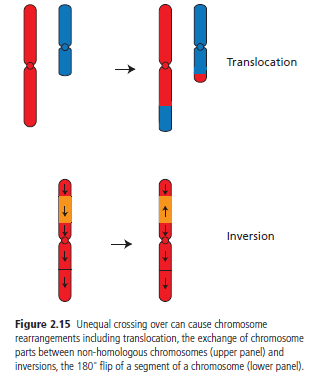 Translocation
Inversion
Figure 2.15 Unequal crossing over can cause chromosome
rearrangements including translocation, the exchange of chromosome
parts between non-homologous chromosomes (upper panel) and
inversions, the 180° flip of a segment of a chromosome (lower panel).